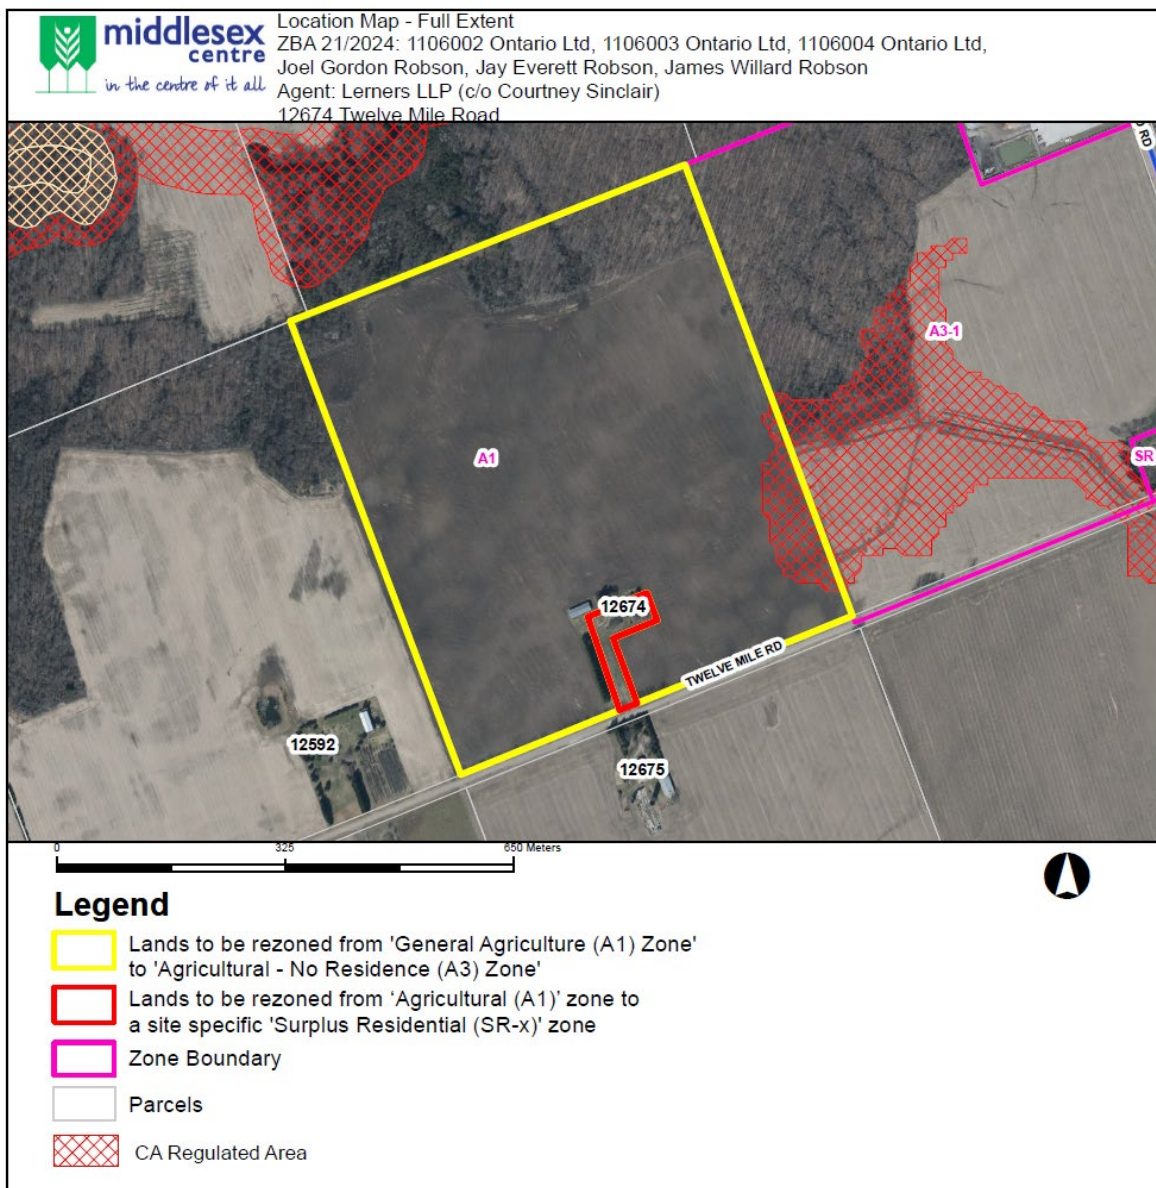 middlesex
centre
in the centre of it all
Location Map - Full Extent
ZBA 21/2024: 1106002 Ontario Ltd, 1106003 Ontario Ltd, 1106004 Ontario Ltd,
Joel Gordon Robson, Jay Everett Robson, James Willard Robson
Agent: Lerners LLP (c/o Courtney Sinclair)
12674 Twelve Mile Road
RD
A3-1
A1
SR
12674
TWELVE MILE RD
12592
12675
0 325 650 Meters
Legend
Lands to be rezoned from 'General Agriculture (A1) Zone'
to 'Agricultural - No Residence (A3) Zone'
Lands to be rezoned from ‘Agricultural (A1)’ zone to
a site specific 'Surplus Residential (SR-x)' zone
Zone Boundary
Parcels
CA Regulated Area